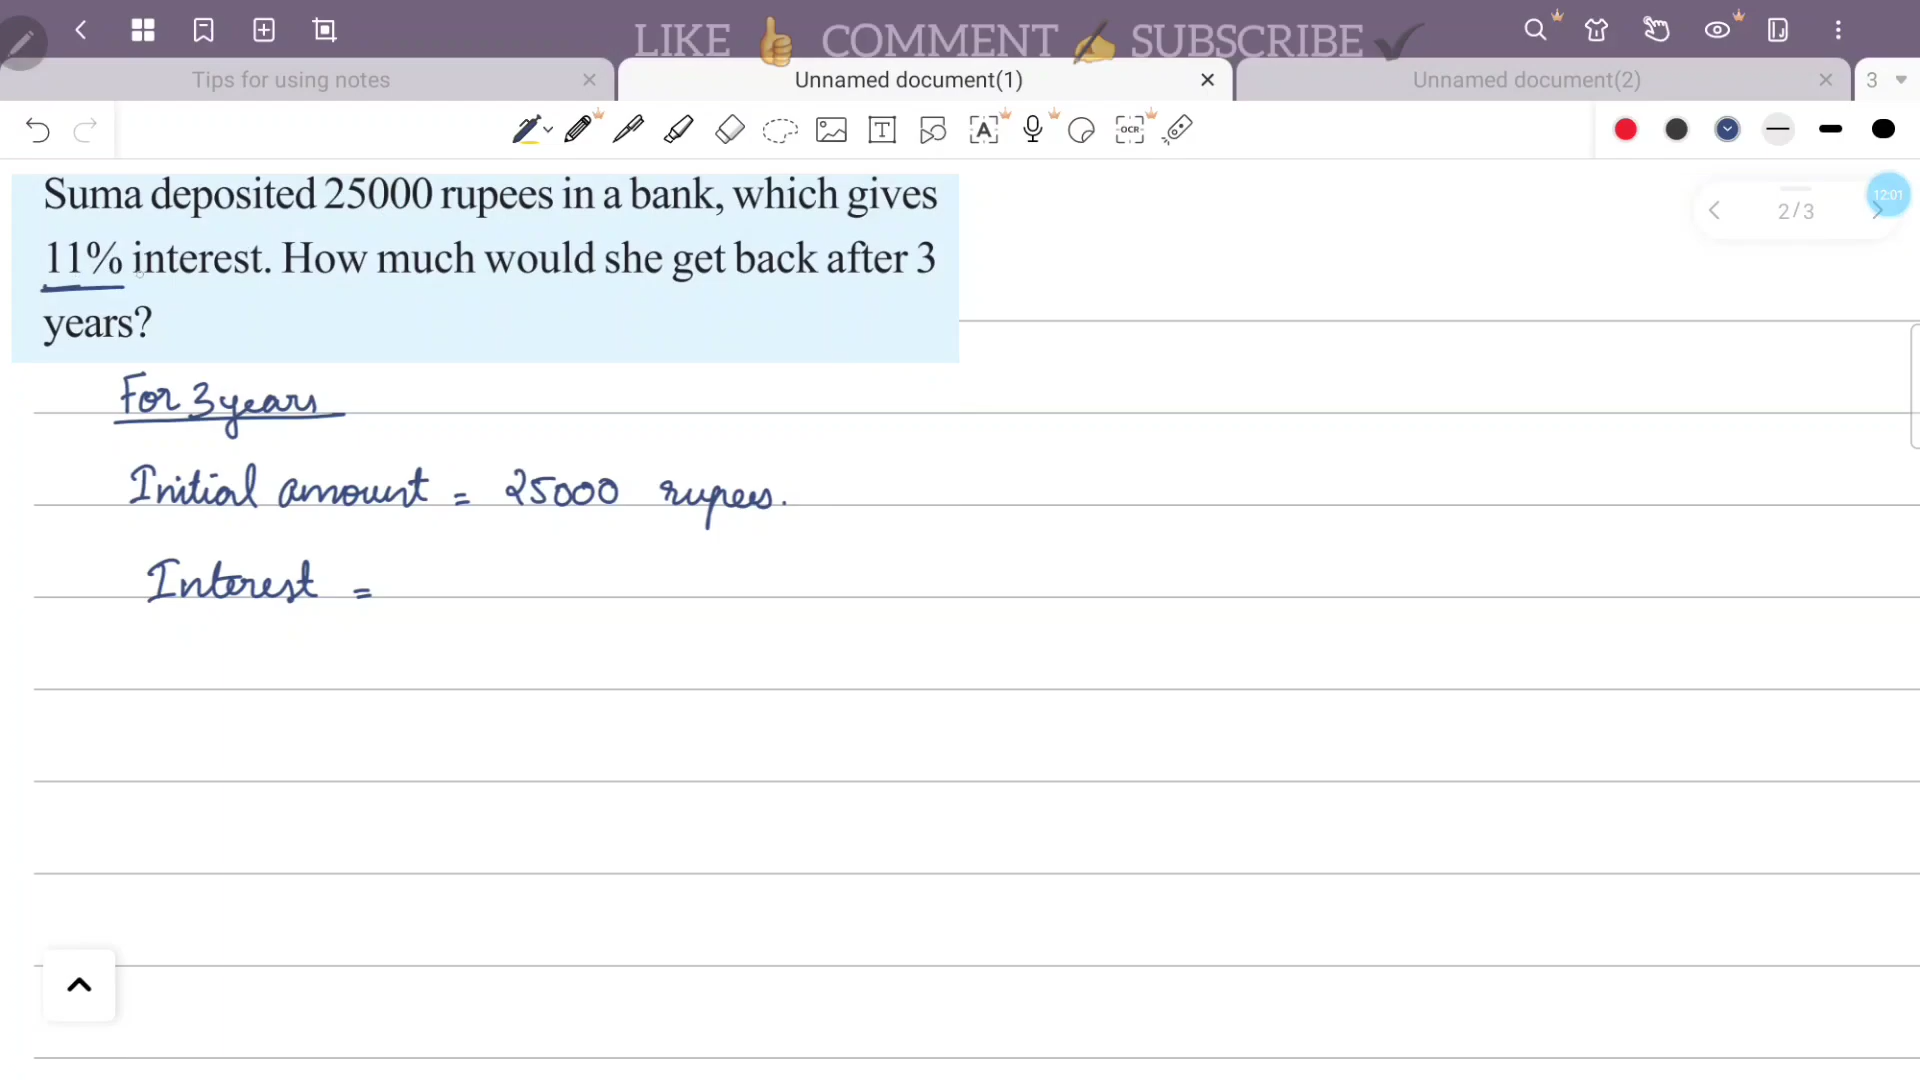 LIKE 👍 COMMENT ✍ SUBSCRIBE ✔
Tips for using notes
Unnamed document(1)
Unnamed document(2)
3
A
OCR
Suma deposited 25000 rupees in a bank, which gives
11% interest. How much would she get back after 3
years?
2/3
12:01
For 3 years
Initial amount = 25000 rupees.
Interest =